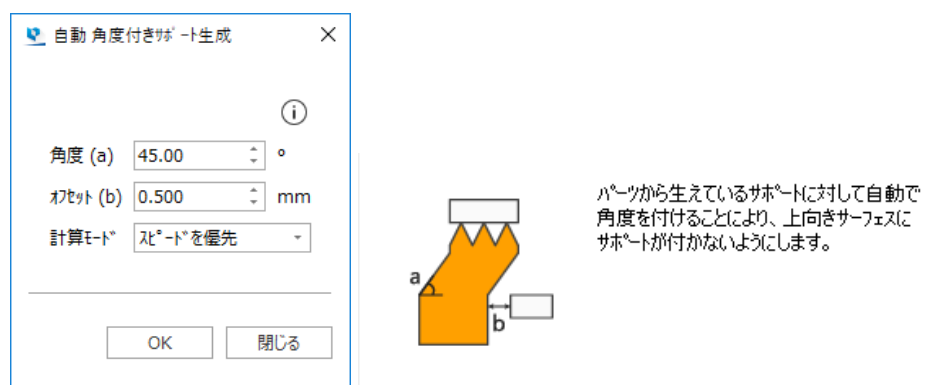 自動 角度付きｻﾎﾟｰﾄ生成
角度 (a) 45.00 °
ｵﾌｾｯﾄ (b) 0.500 mm
計算ﾓｰﾄﾞ ｽﾋﾟｰﾄﾞを優先
OK 閉じる
a
b
ﾊﾟｰﾂから生えているｻﾎﾟｰﾄに対して自動で
角度を付けることにより、上向きｻｰﾌｪｽに
ｻﾎﾟｰﾄが付かないようにします。